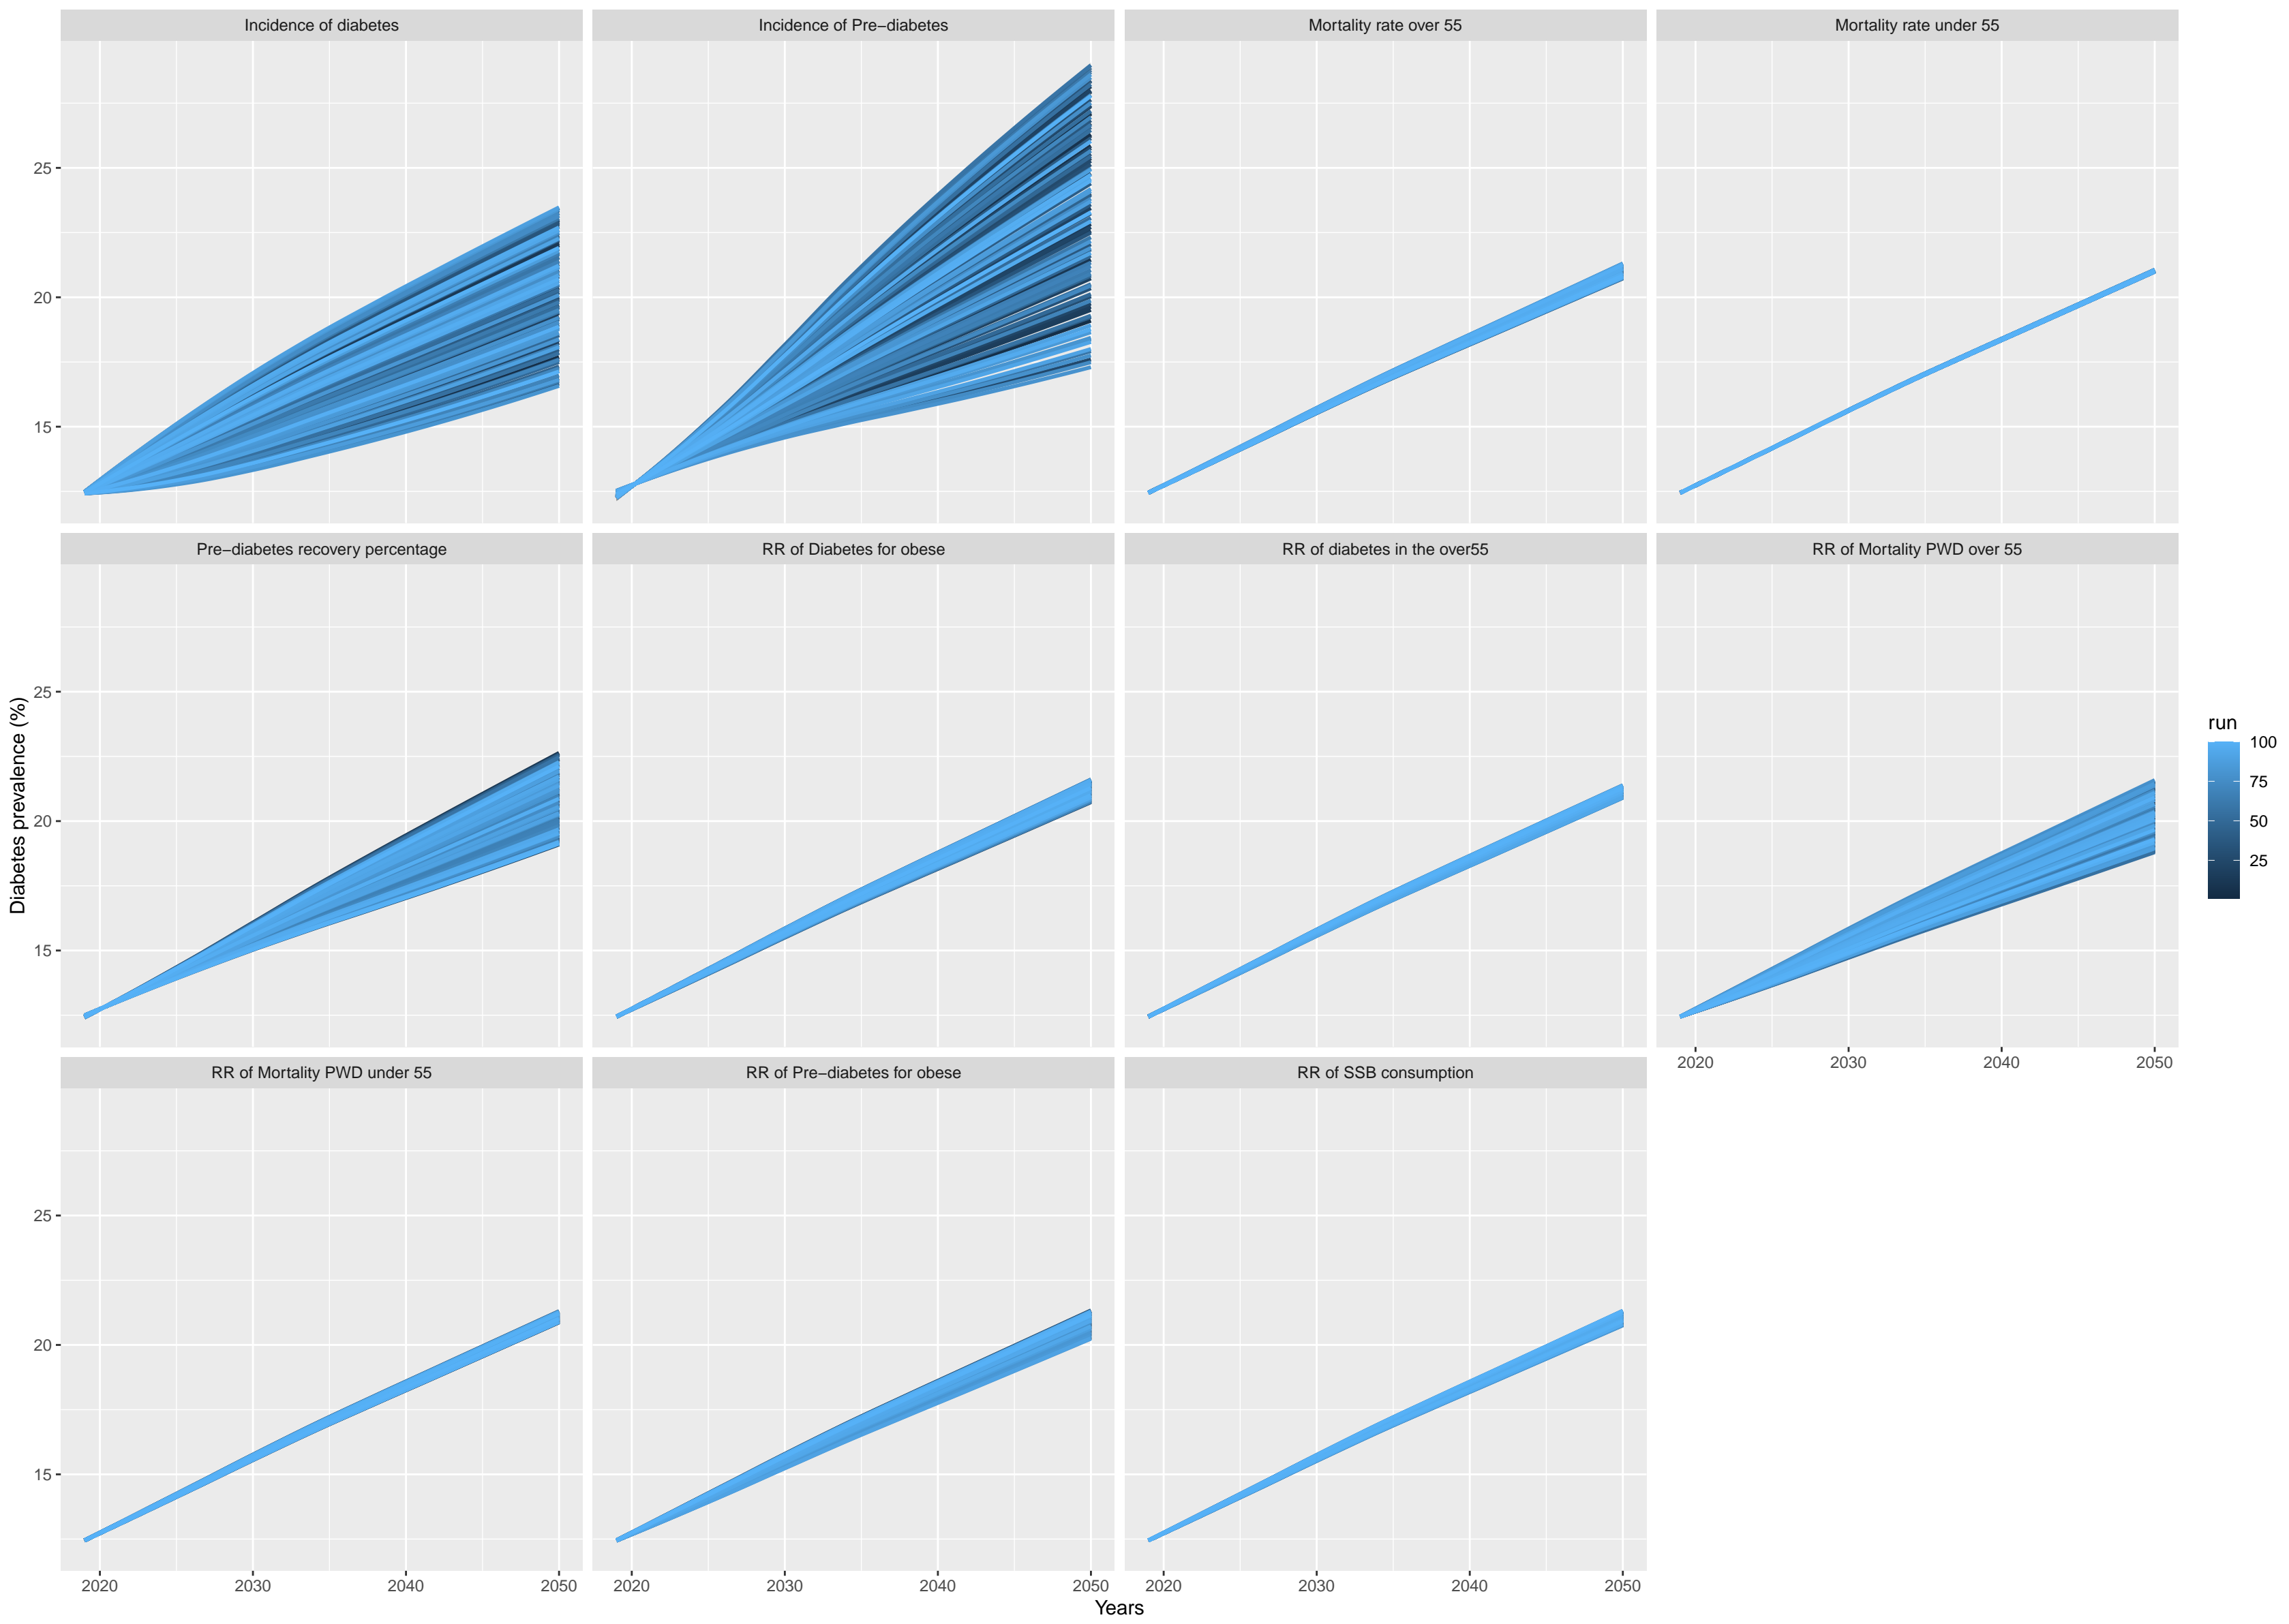 Incidence of diabetes
Incidence of Pre−diabetes
Mortality rate over 55
Mortality rate under 55
25
20
15
Pre−diabetes recovery percentage
RR of Diabetes for obese
RR of diabetes in the over55
RR of Mortality PWD over 55
25
20
15
2020 2030 2040 2050
RR of Mortality PWD under 55
RR of Pre−diabetes for obese
RR of SSB consumption
25
20
15
2020 2030 2040 2050
2020 2030 2040 2050
2020 2030 2040 2050
Years
Diabetes prevalence (%)
run
100
75
50
25